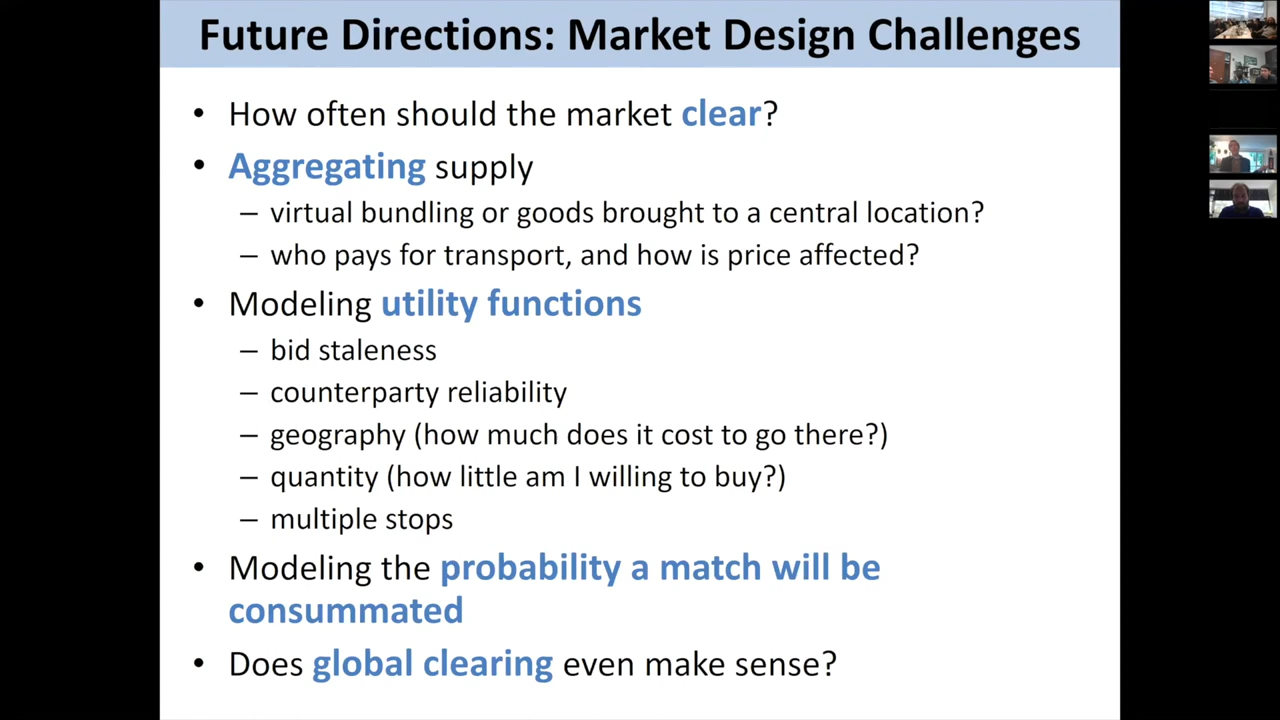 Future Directions: Market Design Challenges
• How often should the market clear?
• Aggregating supply
– virtual bundling or goods brought to a central location?
– who pays for transport, and how is price affected?
• Modeling utility functions
– bid staleness
– counterparty reliability
– geography (how much does it cost to go there?)
– quantity (how little am I willing to buy?)
– multiple stops
• Modeling the probability a match will be
consummated
• Does global clearing even make sense?